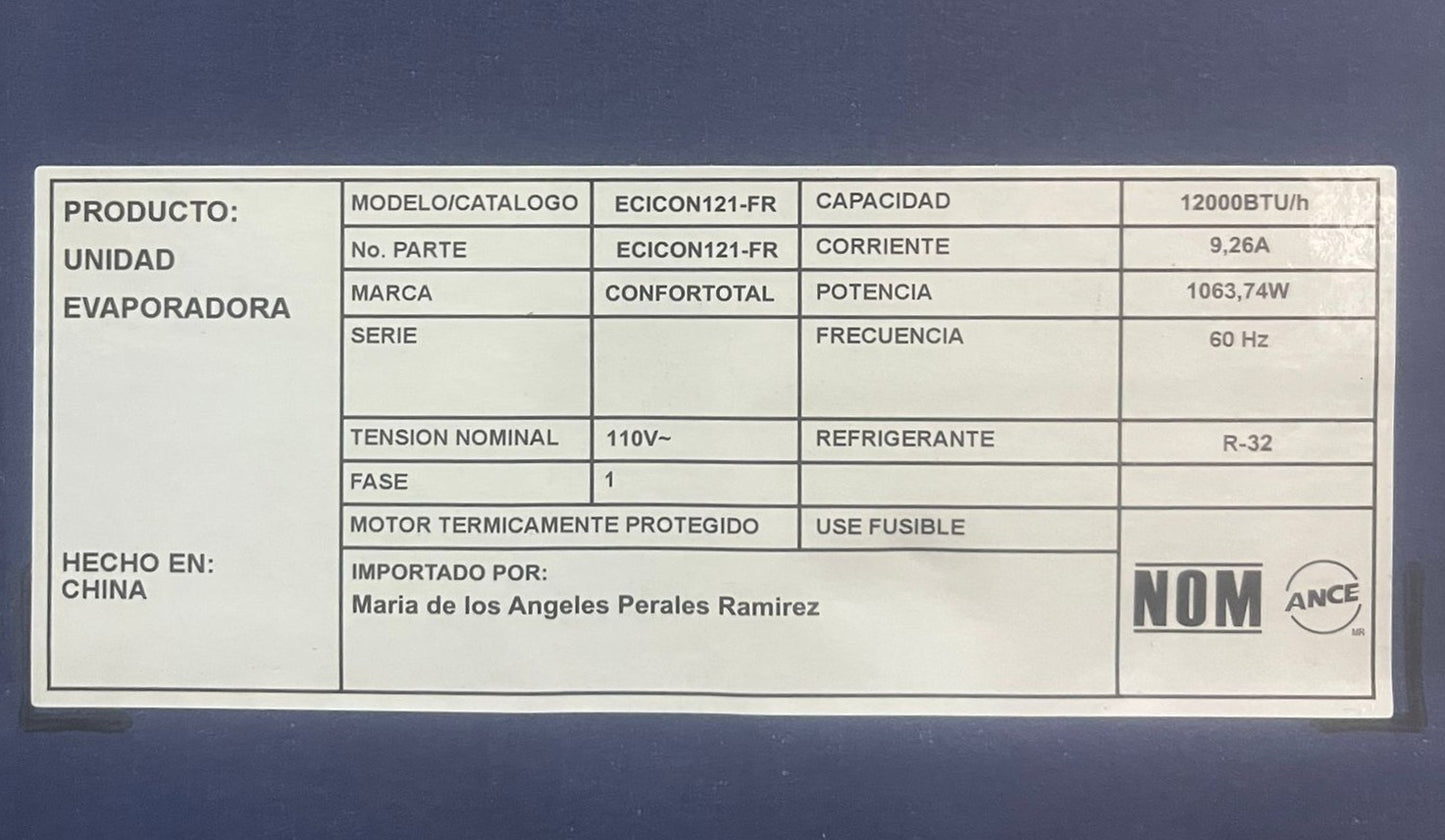 PRODUCTO:
UNIDAD
EVAPORADORA
HECHO EN:
CHINA
MODELO/CATALOGO ECICON121-FR CAPACIDAD 12000BTU/h
No. PARTE ECICON121-FR CORRIENTE 9,26A
MARCA CONFORTOTAL POTENCIA 1063,74W
SERIE FRECUENCIA 60 Hz
TENSION NOMINAL 110V~ REFRIGERANTE R-32
FASE 1
MOTOR TERMICAMENTE PROTEGIDO USE FUSIBLE
IMPORTADO POR:
Maria de los Angeles Perales Ramirez
NOM ANCE MR